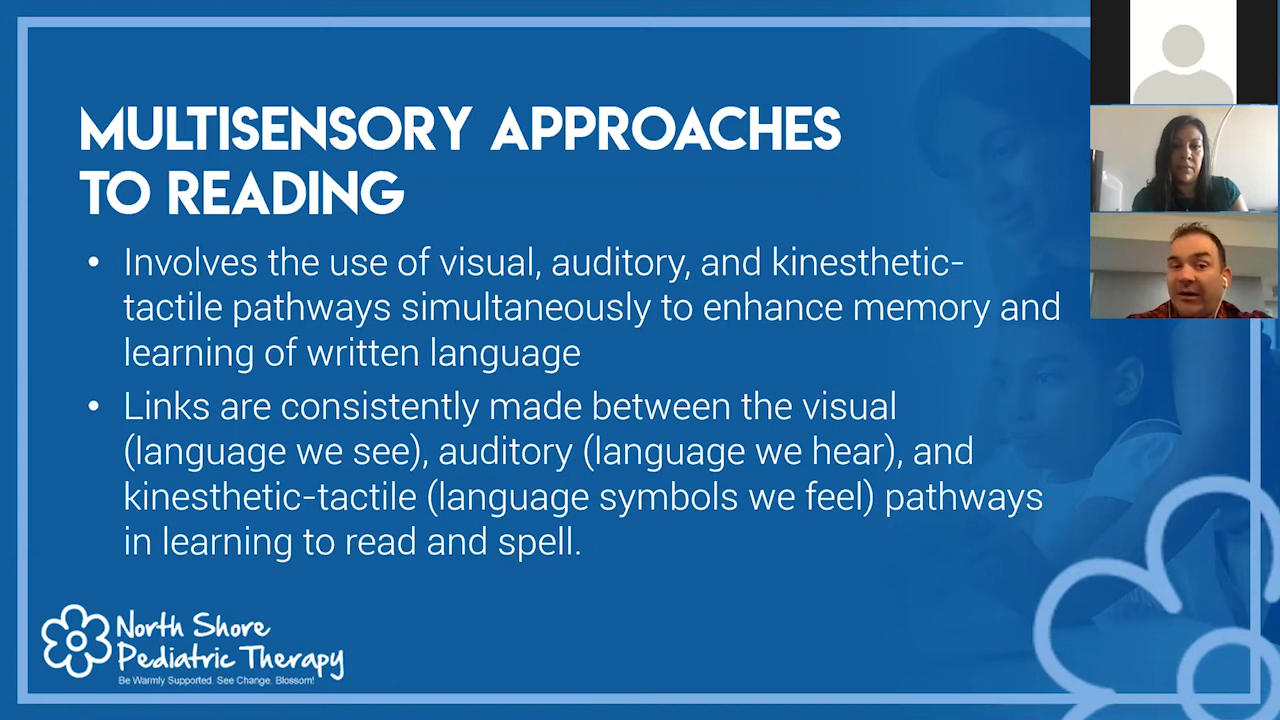 MULTISENSORY APPROACHES
TO READING
• Involves the use of visual, auditory, and kinesthetic-
tactile pathways simultaneously to enhance memory and
learning of written language
• Links are consistently made between the visual
(language we see), auditory (language we hear), and
kinesthetic-tactile (language symbols we feel) pathways
in learning to read and spell.
North Shore
Pediatric Therapy
Be Warmly Supported. See Change. Blossom!